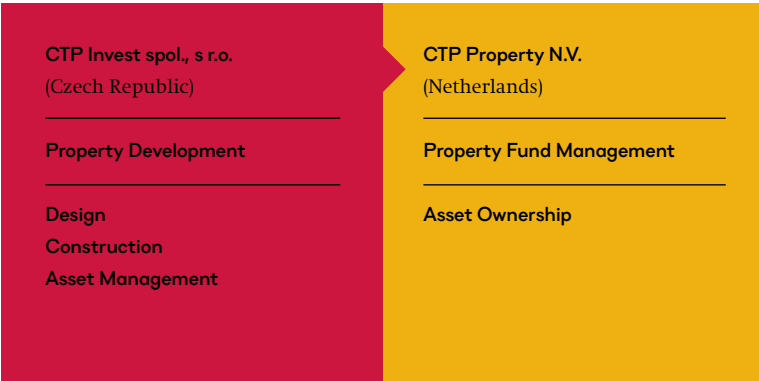 CTP Invest spol., s r.o.
(Czech Republic)
Property Development
Design
Construction
Asset Management
CTP Property N.V.
(Netherlands)
Property Fund Management
Asset Ownership